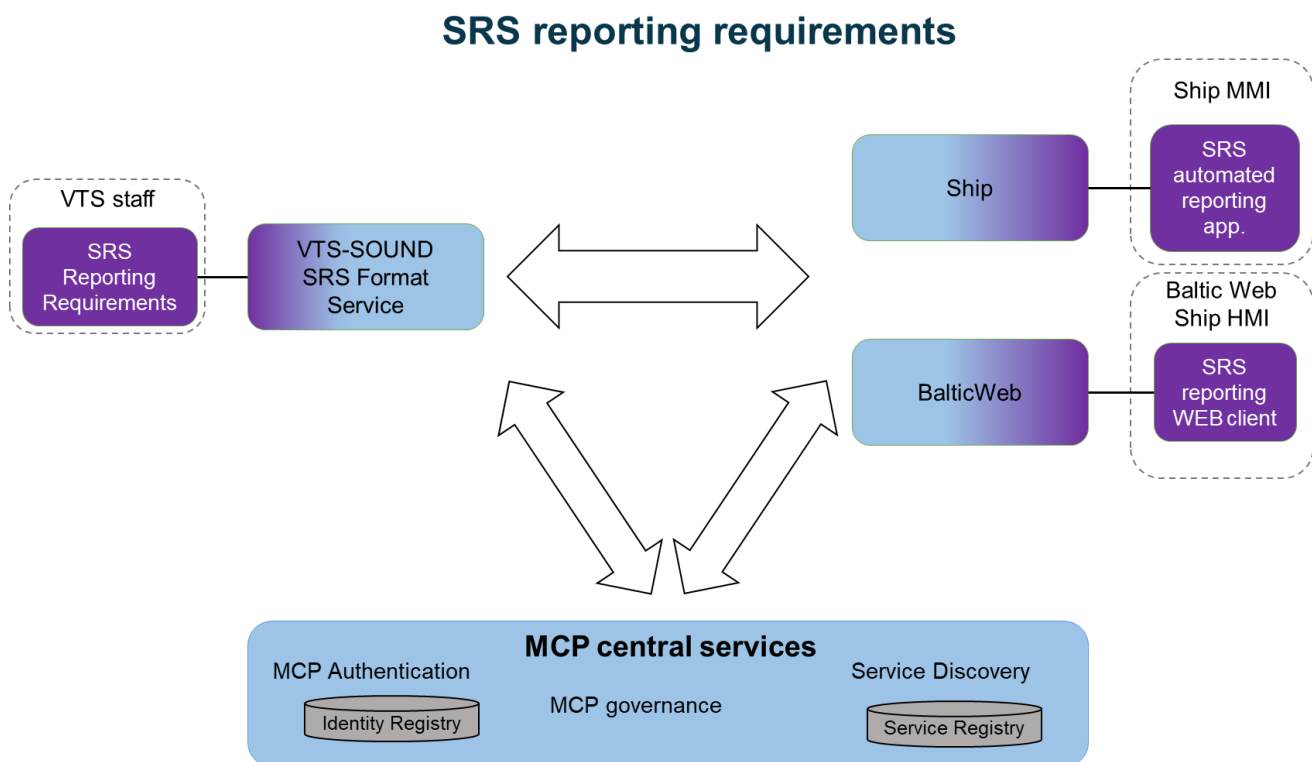 SRS reporting requirements
VTS staff
SRS
Reporting
Requirements
VTS-SOUND
SRS Format
Service
Ship
Ship MMI
SRS
automated
reporting
app.
BalticWeb
Baltic Web
Ship HMI
SRS
reporting
WEB client
MCP central services
MCP Authentication
Identity Registry
MCP governance
Service Discovery
Service Registry